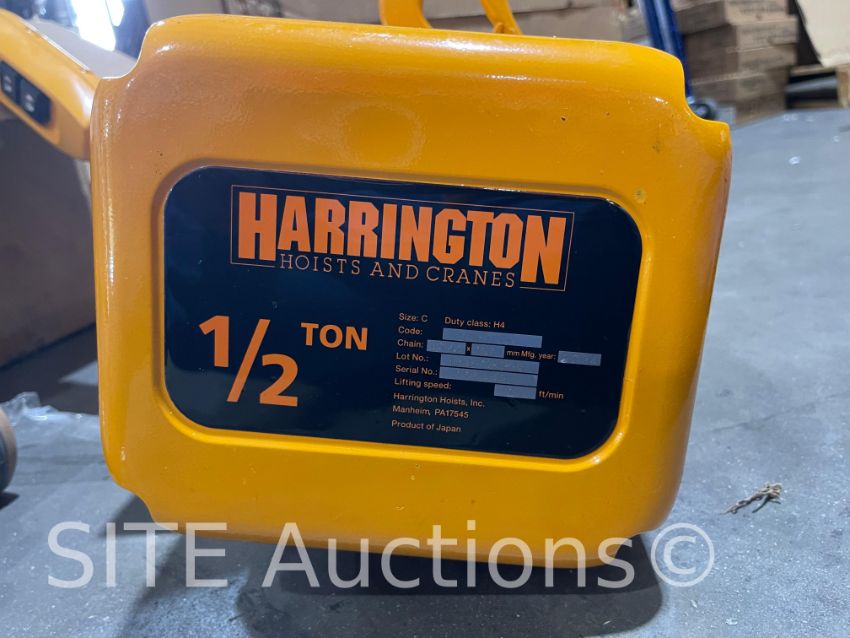 HARRINGTON
HOISTS AND CRANES
1/2 TON
Size: C Duty class: H4
Code:
Chain: x mm Mfg. year:
Lot No.:
Serial No.:
Lifting speed: ft/min
Harrington Hoists, Inc.
Manheim, PA17545
Product of Japan
SITE Auctions©